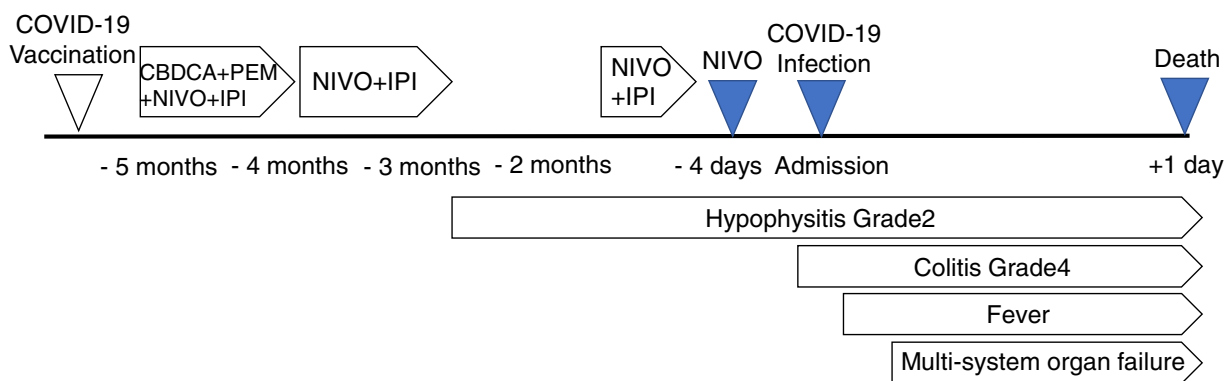 COVID-19
Vaccination
CBDCA+PEM
+NIVO+IPI
NIVO+IPI
NIVO
+IPI
NIVO
COVID-19
Infection
Death
- 5 months
- 4 months
- 3 months
- 2 months
- 4 days
Admission
+1 day
Hypophysitis Grade2
Colitis Grade4
Fever
Multi-system organ failure